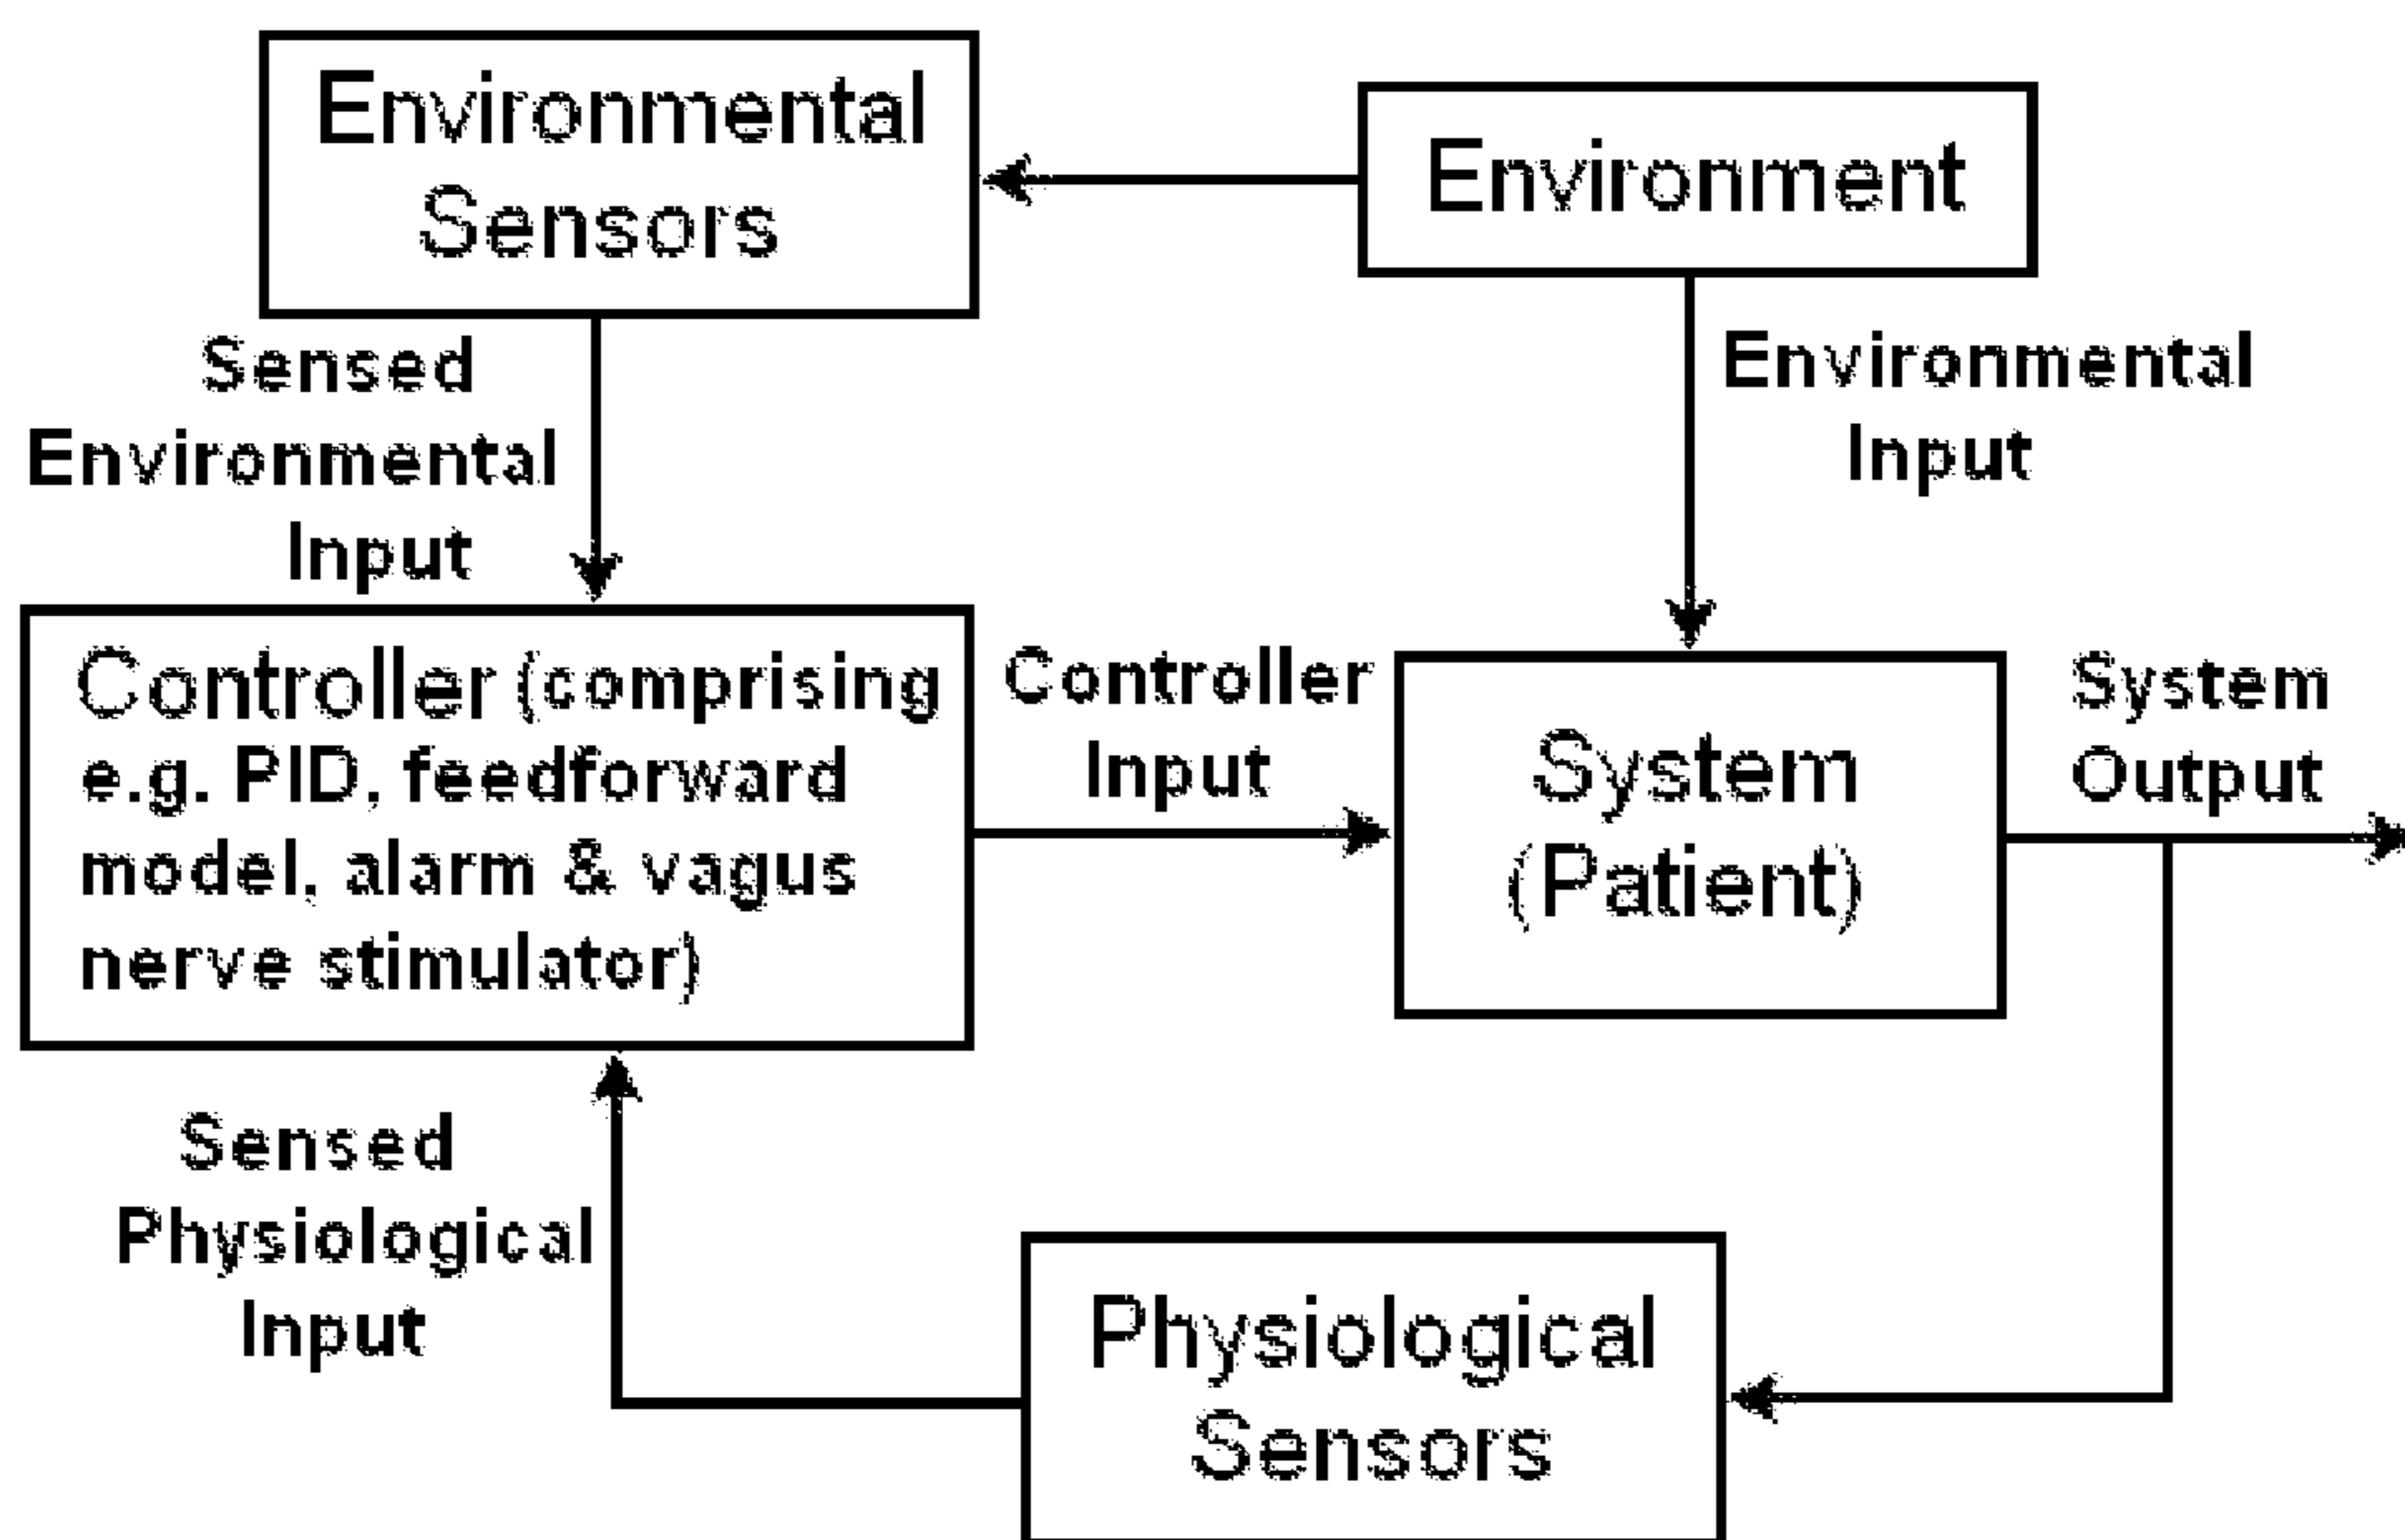 Environmental
Sensors
Environment
Sensed
Environmental
Input
Environmental
Input
Controller (comprising
e.g. PID, feedforward
model, alarm & vagus
nerve stimulator)
Controller
Input
System
(Patient)
System
Output
Sensed
Physiological
Input
Physiological
Sensors